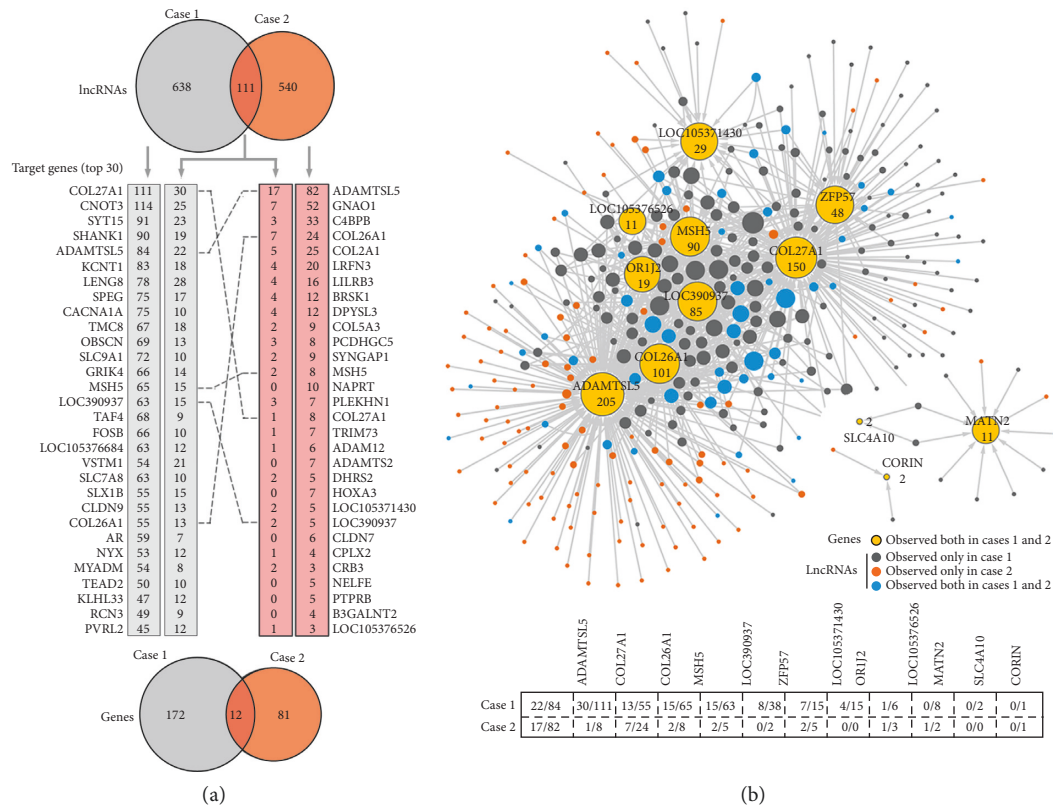 Case 1
Case 2
638
111
540
lncRNAs
Target genes (top 30)
COL27A1 111 30 17 82 ADAMTSL5
CNOT3 114 25 7 52 GNAO1
SYT15 91 23 3 33 C4BPB
SHANK1 90 19 7 24 COL26A1
ADAMTSL5 84 22 5 25 COL2A1
KCNT1 83 18 4 20 LRFN3
LENG8 78 28 4 16 LILRB3
SPEG 75 17 4 12 BRSK1
CACNA1A 75 10 4 12 DPYSL3
TMC8 67 18 2 9 COL5A3
OBSCN 69 13 3 8 PCDHGC5
SLC9A1 72 10 2 9 SYNGAP1
GRIK4 66 14 2 8 MSH5
MSH5 65 15 0 10 NAPRT
LOC390937 63 15 3 7 PLEKHN1
TAF4 68 9 1 8 COL27A1
FOSB 66 10 1 7 TRIM73
LOC105376684 63 12 1 6 ADAM12
VSTM1 54 21 0 7 ADAMTS2
SLC7A8 63 10 2 5 DHRS2
SLX1B 55 15 0 7 HOXA3
CLDN9 55 13 2 5 LOC105371430
COL26A1 55 13 2 5 LOC390937
AR 59 7 0 6 CLDN7
NYX 53 12 1 4 CPLX2
MYADM 54 8 2 3 CRB3
TEAD2 50 10 0 5 NELFE
KLHL33 47 12 0 5 PTPRB
RCN3 49 9 0 4 B3GALNT2
PVRL2 45 12 1 3 LOC105376526
Case 1
Case 2
Genes
172
12
81
(a)
LOC105371430
29
ZFP57
48
LOC105376526
11
MSH5
90
COL27A1
150
OR1J2
19
LOC390937
85
COL26A1
101
ADAMTSL5
205
2
SLC4A10
MATN2
11
CORIN
2
Genes Observed both in cases 1 and 2
LncRNAs
Observed only in case 1
Observed only in case 2
Observed both in cases 1 and 2
ADAMTSL5
COL27A1
COL26A1
MSH5
LOC390937
ZFP57
LOC105371430
ORIJ2
LOC105376526
MATN2
SLC4A10
CORIN
Case 1 22/84 30/111 13/55 15/65 15/63 8/38 7/15 4/15 1/6 0/8 0/2 0/1
Case 2 17/82 1/8 7/24 2/8 2/5 0/2 2/5 0/0 1/3 1/2 0/0 0/1
(b)